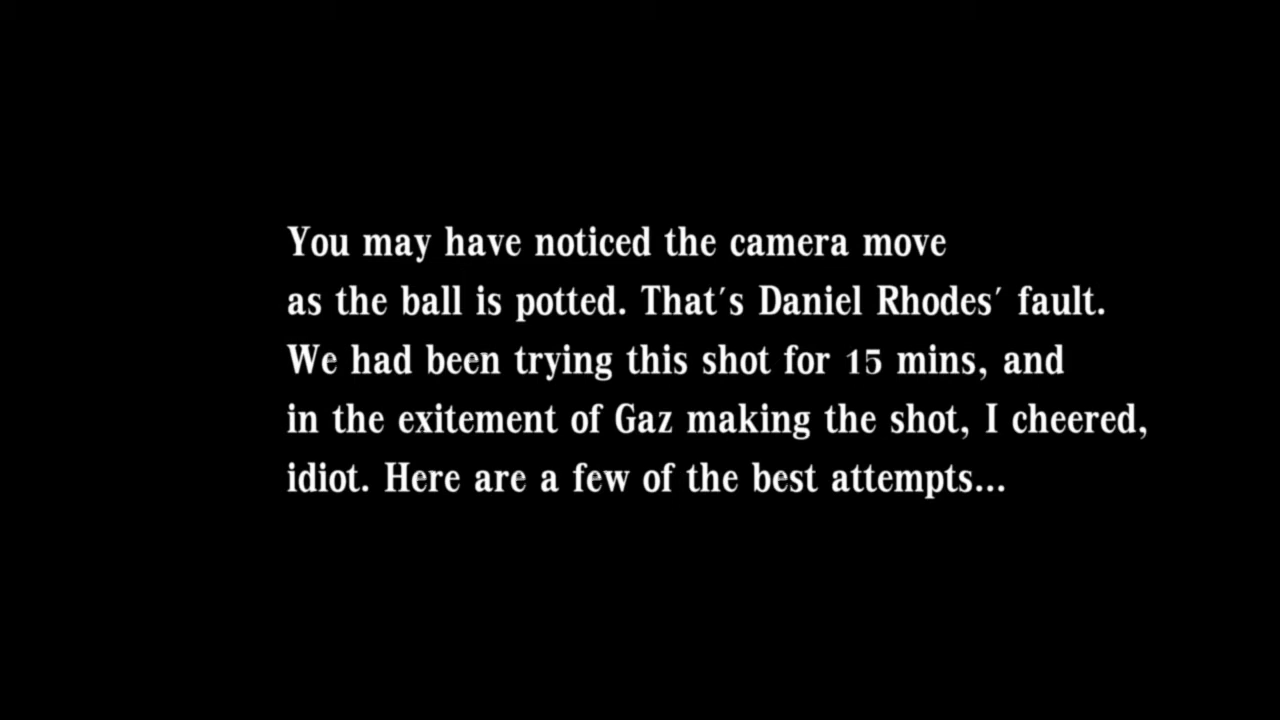 You may have noticed the camera move
as the ball is potted. That's Daniel Rhodes' fault.
We had been trying this shot for 15 mins, and
in the exitement of Gaz making the shot, I cheered,
idiot. Here are a few of the best attempts...